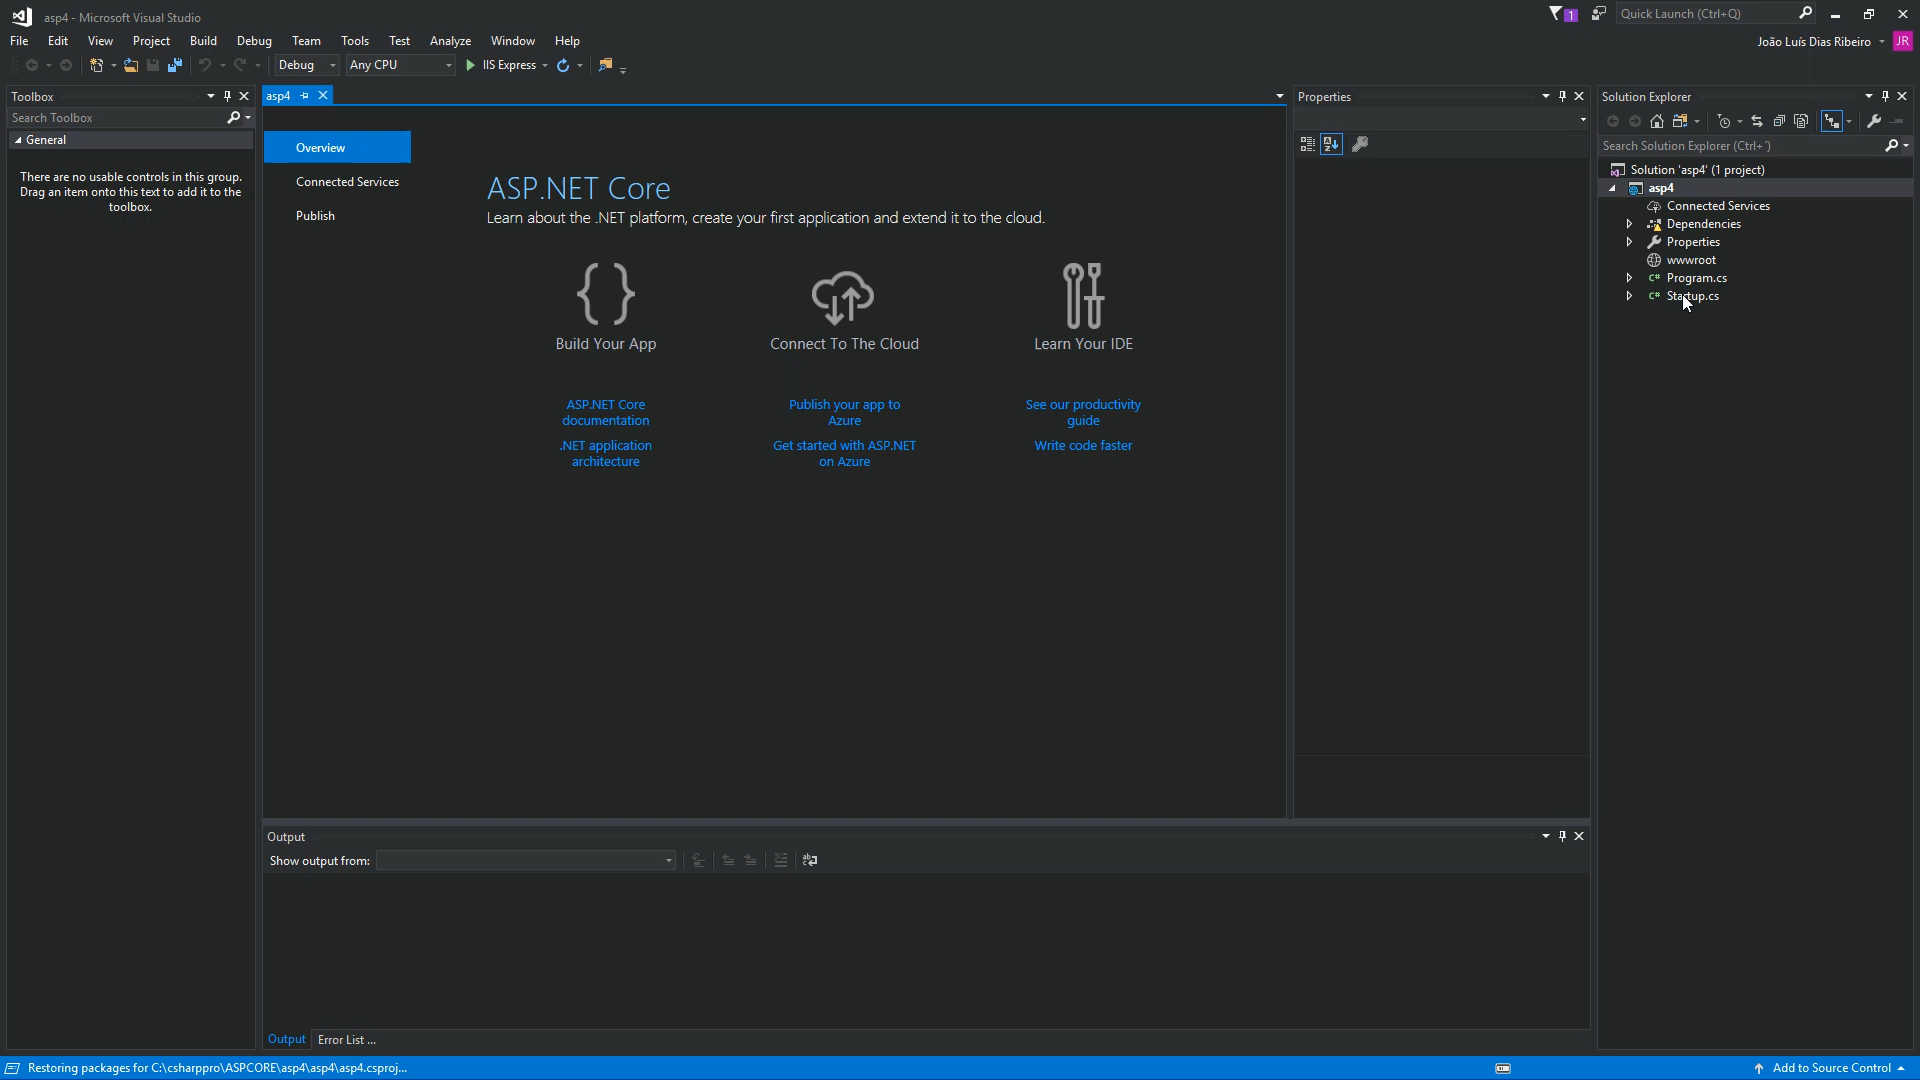 asp4 - Microsoft Visual Studio
1
Quick Launch (Ctrl+Q)
File Edit View Project Build Debug Team Tools Test Analyze Window Help
João Luís Dias Ribeiro JR
Debug Any CPU IIS Express
Toolbox
Search Toolbox
General
There are no usable controls in this group.
Drag an item onto this text to add it to the
toolbox.
asp4
Overview
Connected Services
Publish
ASP.NET Core
Learn about the .NET platform, create your first application and extend it to the cloud.
Build Your App
ASP.NET Core
documentation
.NET application
architecture
Connect To The Cloud
Publish your app to
Azure
Get started with ASP.NET
on Azure
Learn Your IDE
See our productivity
guide
Write code faster
Properties
Solution Explorer
Search Solution Explorer (Ctrl+´)
Solution 'asp4' (1 project)
asp4
Connected Services
Dependencies
Properties
wwwroot
Program.cs
Startup.cs
Output
Show output from:
Output Error List ...
Restoring packages for C:\csharppro\ASPCORE\asp4\asp4\asp4.csproj...
Add to Source Control